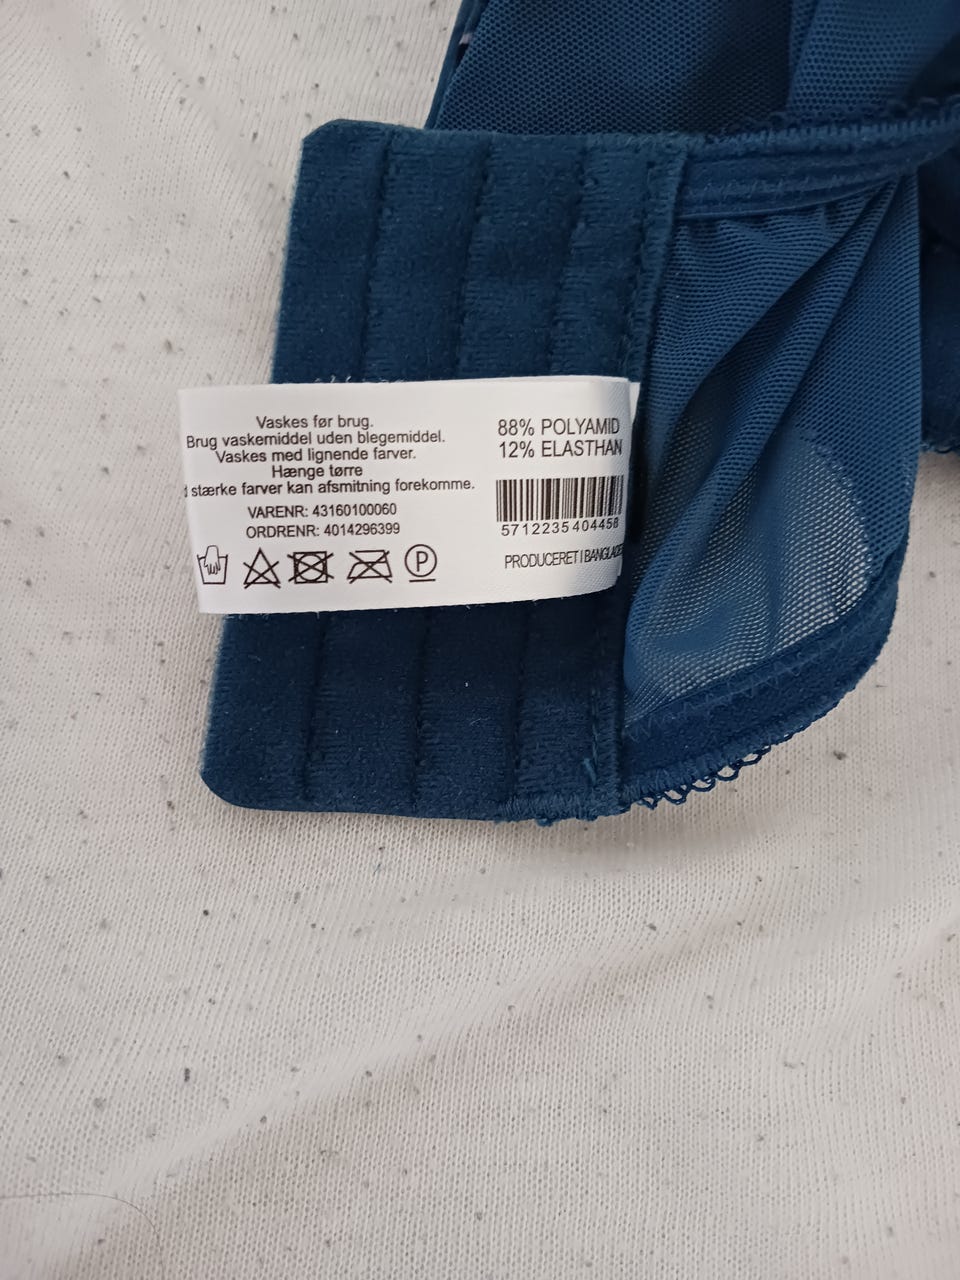 Vaskes før brug.
Brug vaskemiddel uden blegemiddel.
Vaskes med lignende farver.
Hænge tørre
stærke farver kan afsmitning forekomme.
VARENR: 43160100060
ORDRENR: 4014296399
P
88% POLYAMID
12% ELASTHAN
5712235404458
PRODUCERET I